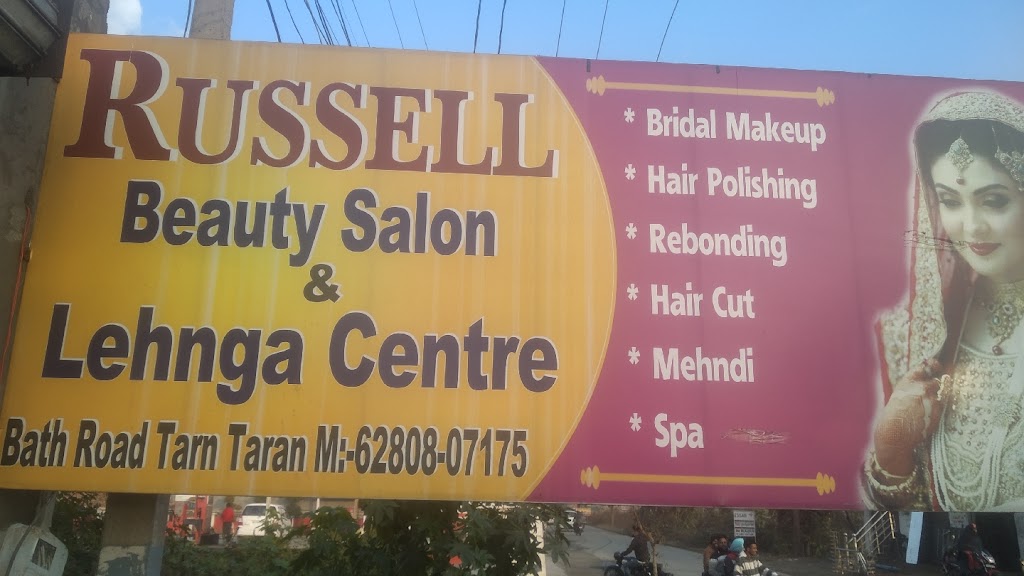 RUSSELL
Beauty Salon
&
Lehnga Centre
Bath Road Tarn Taran M:-62808-07175
* Bridal Makeup
* Hair Polishing
* Rebonding
* Hair Cut
* Mehndi
* Spa